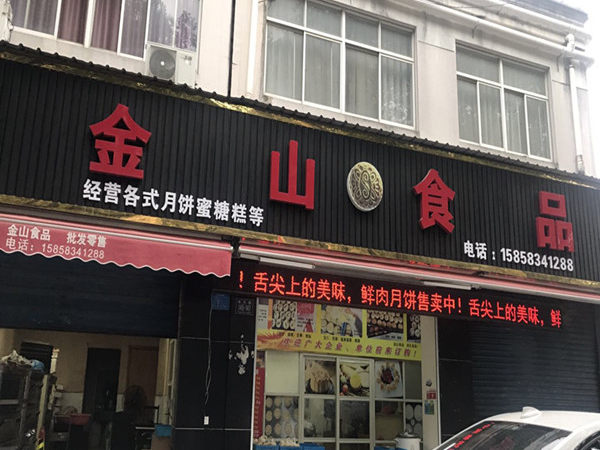 金山食品
经营各式月饼蜜糖糕等
电话：15858341288
金山食品 批发零售
电话：15858341288
！舌尖上的美味，鲜肉月饼售卖中！舌尖上的美味，鲜